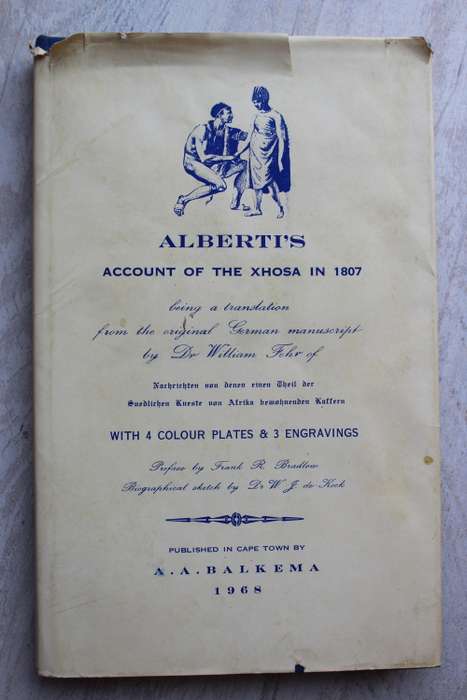 ALBERTI'S
ACCOUNT OF THE XHOSA IN 1807
being a translation
from the original German manuscript
by Dr William Fehr of
Nachrichten von denen einen Theil der
Suedlichen Kueste von Afrika bewohnenden Kaffern
WITH 4 COLOUR PLATES & 3 ENGRAVINGS
Preface by Frank R. Bradlow
Biographical sketch by Dr W. J. de Kock
PUBLISHED IN CAPE TOWN BY
A.A.BALKEMA
1968